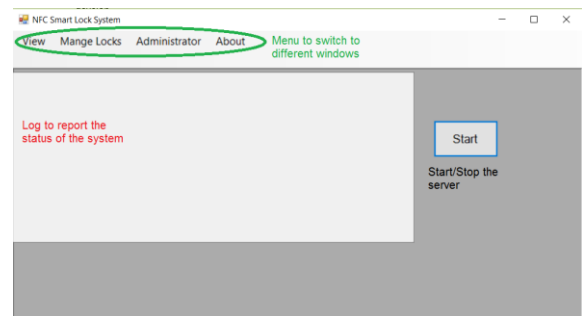 NFC Smart Lock System
View Mange Locks Administrator About
Menu to switch to
different windows
Log to report the
status of the system
Start
Start/Stop the
server